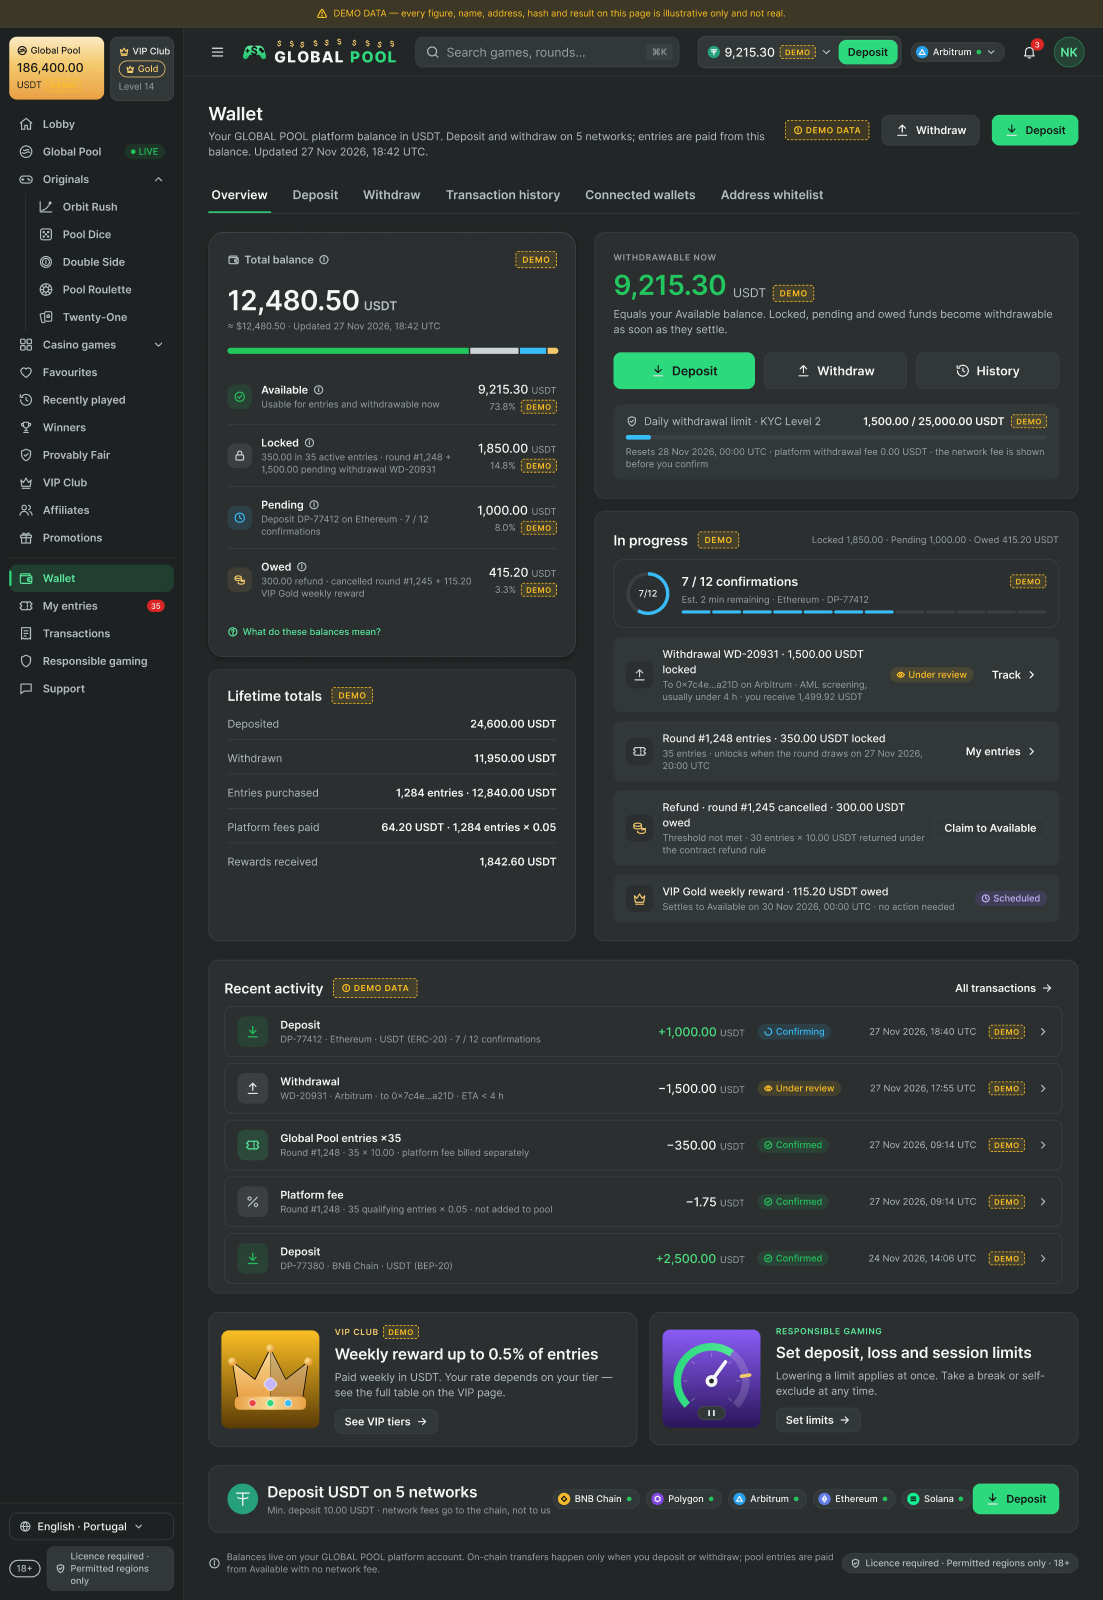 DEMO DATA — every figure, name, address, hash and result on this page is illustrative only and not real.
Global Pool
186,400.00
USDT
VIP Club
Gold
Level 14
GLOBAL POOL
Search games, rounds...
⌘K
9,215.30 DEMO
Deposit
Arbitrum
3
NK
Lobby
Global Pool LIVE
Originals
Orbit Rush
Pool Dice
Double Side
Pool Roulette
Twenty-One
Casino games
Favourites
Recently played
Winners
Provably Fair
VIP Club
Affiliates
Promotions
Wallet
My entries 35
Transactions
Responsible gaming
Support
English · Portugal
18+
Licence required ·
Permitted regions
only
Wallet
Your GLOBAL POOL platform balance in USDT. Deposit and withdraw on 5 networks; entries are paid from this
balance. Updated 27 Nov 2026, 18:42 UTC.
DEMO DATA
Withdraw
Deposit
Overview
Deposit
Withdraw
Transaction history
Connected wallets
Address whitelist
Total balance
DEMO
12,480.50 USDT
≈ $12,480.50 · Updated 27 Nov 2026, 18:42 UTC
Available
Usable for entries and withdrawable now
9,215.30 USDT
73.8% DEMO
Locked
350.00 in 35 active entries · round #1,248 +
1,500.00 pending withdrawal WD-20931
1,850.00 USDT
14.8% DEMO
Pending
Deposit DP-77412 on Ethereum · 7 / 12
confirmations
1,000.00 USDT
8.0% DEMO
Owed
300.00 refund · cancelled round #1,245 + 115.20
VIP Gold weekly reward
415.20 USDT
3.3% DEMO
What do these balances mean?
WITHDRAWABLE NOW
9,215.30 USDT DEMO
Equals your Available balance. Locked, pending and owed funds become withdrawable
as soon as they settle.
Deposit
Withdraw
History
Daily withdrawal limit · KYC Level 2
1,500.00 / 25,000.00 USDT DEMO
Resets 28 Nov 2026, 00:00 UTC · platform withdrawal fee 0.00 USDT · the network fee is shown
before you confirm
In progress DEMO
Locked 1,850.00 · Pending 1,000.00 · Owed 415.20 USDT
7/12
7 / 12 confirmations
DEMO
Est. 2 min remaining · Ethereum · DP-77412
Withdrawal WD-20931 · 1,500.00 USDT
locked
To 0×7c4e…a21D on Arbitrum · AML screening,
usually under 4 h · you receive 1,499.92 USDT
Under review
Track
Round #1,248 entries · 350.00 USDT locked
35 entries · unlocks when the round draws on 27 Nov 2026,
20:00 UTC
My entries
Refund · round #1,245 cancelled · 300.00 USDT
owed
Threshold not met · 30 entries × 10.00 USDT returned under
the contract refund rule
Claim to Available
VIP Gold weekly reward · 115.20 USDT owed
Settles to Available on 30 Nov 2026, 00:00 UTC · no action needed
Scheduled
Lifetime totals DEMO
Deposited 24,600.00 USDT
Withdrawn 11,950.00 USDT
Entries purchased 1,284 entries · 12,840.00 USDT
Platform fees paid 64.20 USDT · 1,284 entries × 0.05
Rewards received 1,842.60 USDT
Recent activity DEMO DATA
All transactions
Deposit
DP-77412 · Ethereum · USDT (ERC-20) · 7 / 12 confirmations
+1,000.00 USDT
Confirming
27 Nov 2026, 18:40 UTC
DEMO
Withdrawal
WD-20931 · Arbitrum · to 0×7c4e…a21D · ETA < 4 h
−1,500.00 USDT
Under review
27 Nov 2026, 17:55 UTC
DEMO
Global Pool entries ×35
Round #1,248 · 35 × 10.00 · platform fee billed separately
−350.00 USDT
Confirmed
27 Nov 2026, 09:14 UTC
DEMO
Platform fee
Round #1,248 · 35 qualifying entries × 0.05 · not added to pool
−1.75 USDT
Confirmed
27 Nov 2026, 09:14 UTC
DEMO
Deposit
DP-77380 · BNB Chain · USDT (BEP-20)
+2,500.00 USDT
Confirmed
24 Nov 2026, 14:06 UTC
DEMO
VIP CLUB DEMO
Weekly reward up to 0.5% of entries
Paid weekly in USDT. Your rate depends on your tier —
see the full table on the VIP page.
See VIP tiers
RESPONSIBLE GAMING
Set deposit, loss and session limits
Lowering a limit applies at once. Take a break or self-
exclude at any time.
Set limits
Deposit USDT on 5 networks
Min. deposit 10.00 USDT · network fees go to the chain, not to us
BNB Chain
Polygon
Arbitrum
Ethereum
Solana
Deposit
Balances live on your GLOBAL POOL platform account. On-chain transfers happen only when you deposit or withdraw; pool entries are paid
from Available with no network fee.
Licence required · Permitted regions only · 18+